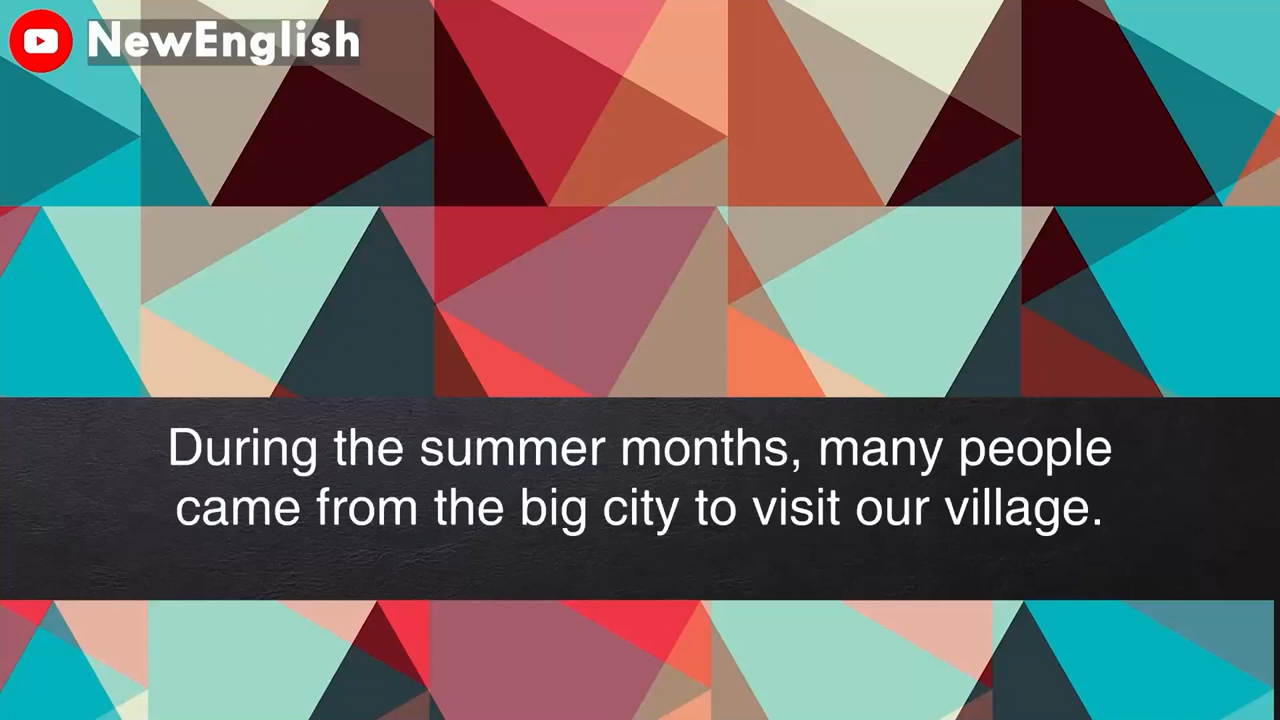 NewEnglish
During the summer months, many people
came from the big city to visit our village.